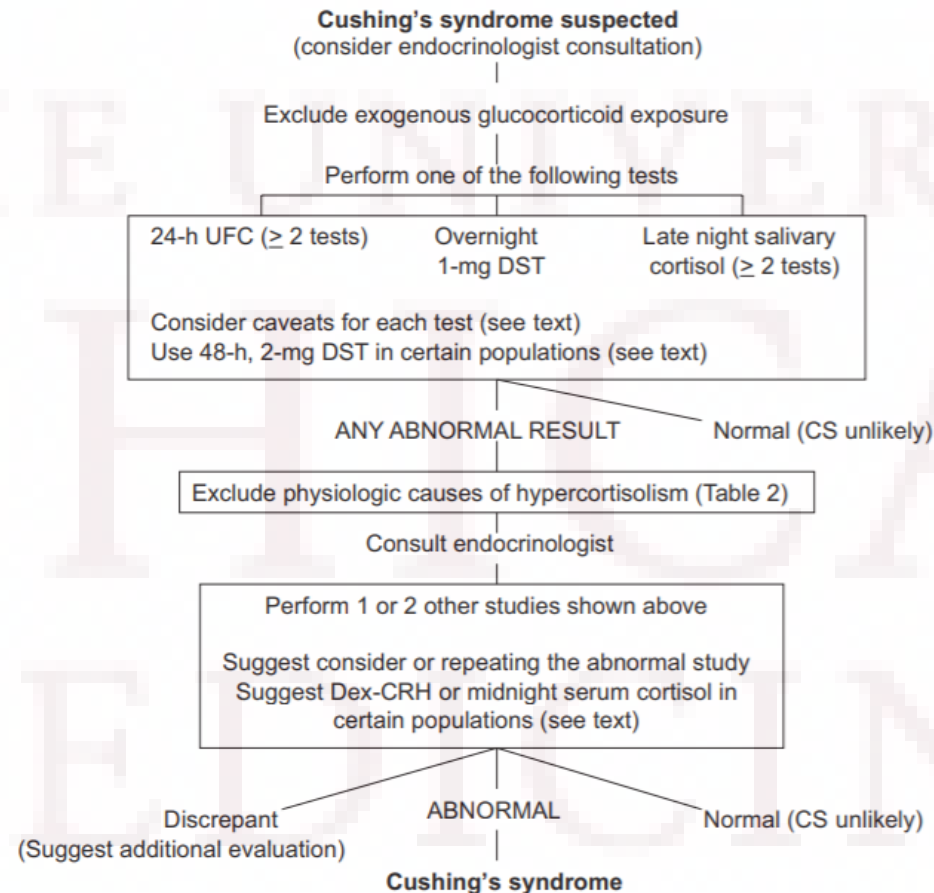 Cushing's syndrome suspected
(consider endocrinologist consultation)
Exclude exogenous glucocorticoid exposure
Perform one of the following tests
24-h UFC (≥ 2 tests)
Overnight
1-mg DST
Late night salivary
cortisol (≥ 2 tests)
Consider caveats for each test (see text)
Use 48-h, 2-mg DST in certain populations (see text)
ANY ABNORMAL RESULT
Normal (CS unlikely)
Exclude physiologic causes of hypercortisolism (Table 2)
Consult endocrinologist
Perform 1 or 2 other studies shown above
Suggest consider or repeating the abnormal study
Suggest Dex-CRH or midnight serum cortisol in
certain populations (see text)
Discrepant
(Suggest additional evaluation)
ABNORMAL
Normal (CS unlikely)
Cushing's syndrome